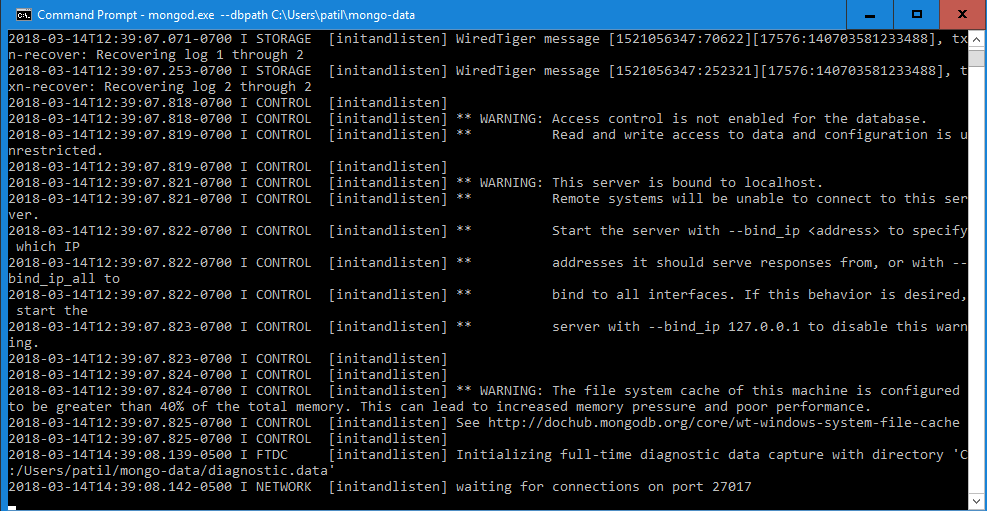 Command Prompt - mongod.exe --dbpath C:\Users\patil\mongo-data
2018-03-14T12:39:07.071-0700 I STORAGE  [initandlisten] WiredTiger message [1521056347:70622][17576:140703581233488], tx
n-recover: Recovering log 1 through 2
2018-03-14T12:39:07.253-0700 I STORAGE  [initandlisten] WiredTiger message [1521056347:252321][17576:140703581233488], t
xn-recover: Recovering log 2 through 2
2018-03-14T12:39:07.818-0700 I CONTROL  [initandlisten]
2018-03-14T12:39:07.818-0700 I CONTROL  [initandlisten] ** WARNING: Access control is not enabled for the database.
2018-03-14T12:39:07.819-0700 I CONTROL  [initandlisten] **          Read and write access to data and configuration is u
nrestricted.
2018-03-14T12:39:07.819-0700 I CONTROL  [initandlisten]
2018-03-14T12:39:07.821-0700 I CONTROL  [initandlisten] ** WARNING: This server is bound to localhost.
2018-03-14T12:39:07.821-0700 I CONTROL  [initandlisten] **          Remote systems will be unable to connect to this ser
ver.
2018-03-14T12:39:07.822-0700 I CONTROL  [initandlisten] **          Start the server with --bind_ip <address> to specify
 which IP
2018-03-14T12:39:07.822-0700 I CONTROL  [initandlisten] **          addresses it should serve responses from, or with --
bind_ip_all to
2018-03-14T12:39:07.822-0700 I CONTROL  [initandlisten] **          bind to all interfaces. If this behavior is desired,
 start the
2018-03-14T12:39:07.823-0700 I CONTROL  [initandlisten] **          server with --bind_ip 127.0.0.1 to disable this warn
ing.
2018-03-14T12:39:07.823-0700 I CONTROL  [initandlisten]
2018-03-14T12:39:07.824-0700 I CONTROL  [initandlisten]
2018-03-14T12:39:07.824-0700 I CONTROL  [initandlisten] ** WARNING: The file system cache of this machine is configured
to be greater than 40% of the total memory. This can lead to increased memory pressure and poor performance.
2018-03-14T12:39:07.825-0700 I CONTROL  [initandlisten] See http://dochub.mongodb.org/core/wt-windows-system-file-cache
2018-03-14T12:39:07.825-0700 I CONTROL  [initandlisten]
2018-03-14T14:39:08.139-0500 I FTDC     [initandlisten] Initializing full-time diagnostic data capture with directory 'C
:/Users/patil/mongo-data/diagnostic.data'
2018-03-14T14:39:08.142-0500 I NETWORK  [initandlisten] waiting for connections on port 27017